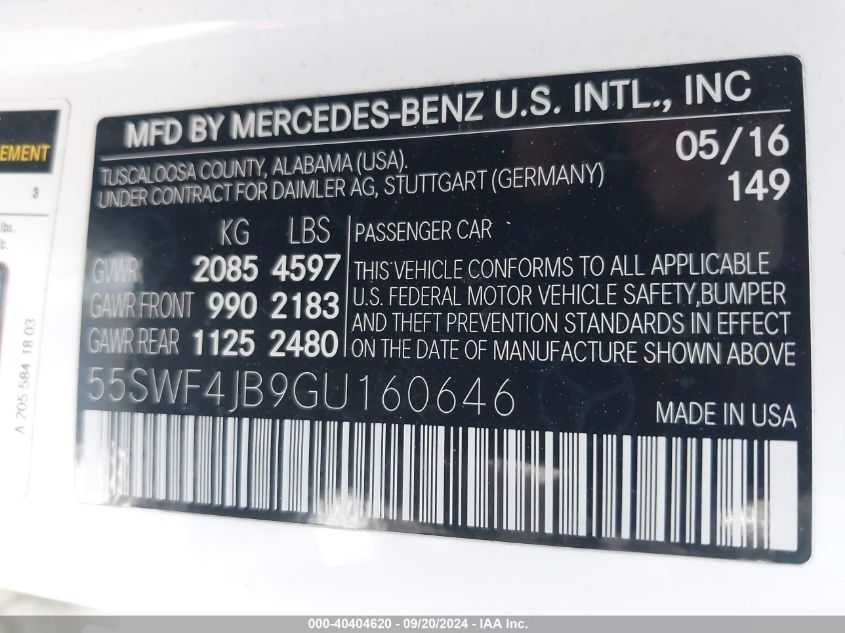 EMENT
3
lbs.
lb.
A 205 584 18 03
MFD BY MERCEDES-BENZ U.S. INTL., INC
TUSCALOOSA COUNTY, ALABAMA (USA).
UNDER CONTRACT FOR DAIMLER AG, STUTTGART (GERMANY)
05/16
149
KG LBS
GVWR 2085 4597
GAWR FRONT 990 2183
GAWR REAR 1125 2480
PASSENGER CAR
THIS VEHICLE CONFORMS TO ALL APPLICABLE
U.S. FEDERAL MOTOR VEHICLE SAFETY,BUMPER
AND THEFT PREVENTION STANDARDS IN EFFECT
ON THE DATE OF MANUFACTURE SHOWN ABOVE
55SWF4JB9GU160646
MADE IN USA
000-40404620 - 09/20/2024 - IAA, Inc.